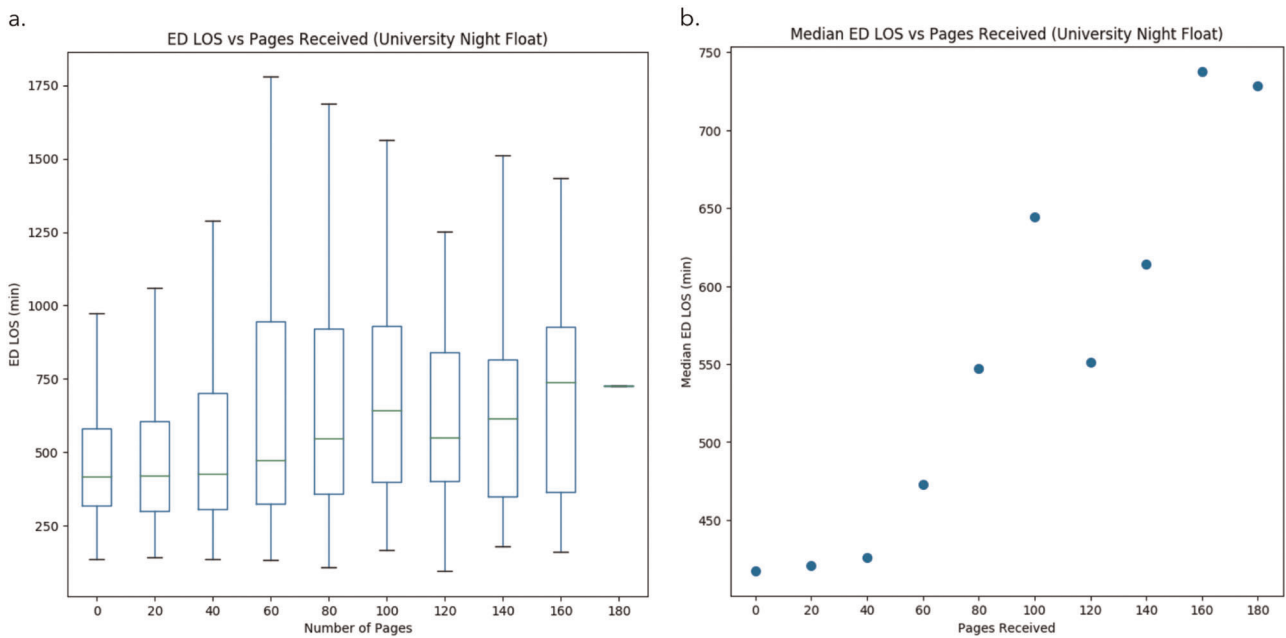 a.
ED LOS vs Pages Received (University Night Float)
1750
1500
1250
1000
750
500
250
ED LOS (min)
0 20 40 60 80 100 120 140 160 180
Number of Pages
b.
Median ED LOS vs Pages Received (University Night Float)
750
700
650
600
550
500
450
Median ED LOS (min)
0 20 40 60 80 100 120 140 160 180
Pages Received